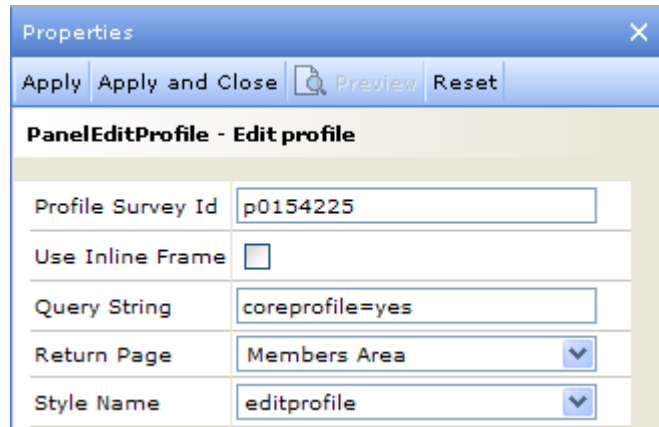 Properties
Apply Apply and Close Preview Reset
PanelEditProfile - Edit profile
Profile Survey Id p0154225
Use Inline Frame
Query String coreprofile=yes
Return Page Members Area
Style Name editprofile